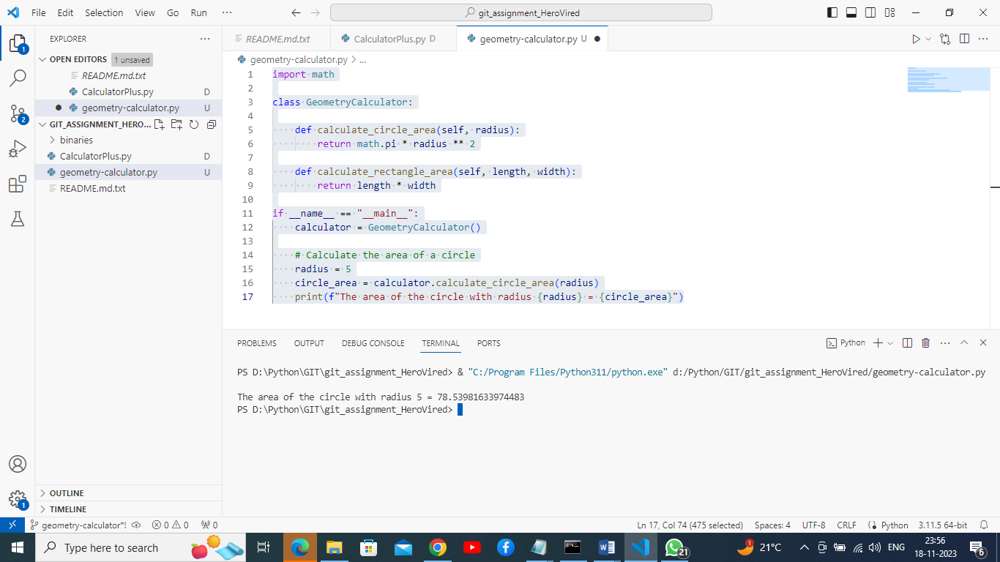 File Edit Selection View Go Run ···
git_assignment_HeroVired
EXPLORER ···
OPEN EDITORS 1 unsaved
README.md.txt
CalculatorPlus.py D
geometry-calculator.py U
GIT_ASSIGNMENT_HERO...
binaries
CalculatorPlus.py D
geometry-calculator.py U
README.md.txt
OUTLINE
TIMELINE
1
2
1
README.md.txt CalculatorPlus.py D geometry-calculator.py U
geometry-calculator.py > ...
1 import math
2
3 class GeometryCalculator:
4
5     def calculate_circle_area(self, radius):
6         return math.pi * radius ** 2
7
8     def calculate_rectangle_area(self, length, width):
9         return length * width
10
11 if __name__ == "__main__":
12     calculator = GeometryCalculator()
13
14     # Calculate the area of a circle
15     radius = 5
16     circle_area = calculator.calculate_circle_area(radius)
17     print(f"The area of the circle with radius {radius} = {circle_area}")
PROBLEMS OUTPUT DEBUG CONSOLE TERMINAL PORTS Python
PS D:\Python\GIT\git_assignment_HeroVired> & "C:/Program Files/Python311/python.exe" d:/Python/GIT/git_assignment_HeroVired/geometry-calculator.py
The area of the circle with radius 5 = 78.53981633974483
PS D:\Python\GIT\git_assignment_HeroVired>
geometry-calculator*! 0 0 0 Ln 17, Col 74 (475 selected) Spaces: 4 UTF-8 CRLF Python 3.11.5 64-bit
Type here to search 21 1 21°C ENG 23:56
18-11-2023 6